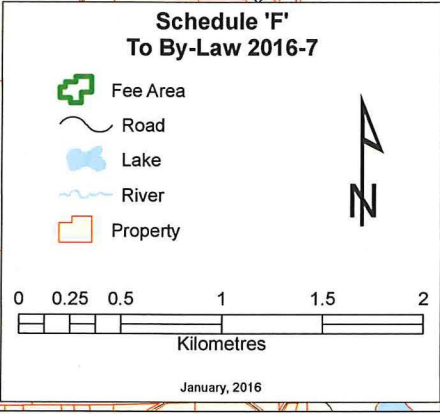 Schedule 'F'
To By-Law 2016-7
Fee Area
Road
Lake
River
Property
N
0 0.25 0.5 1 1.5 2
Kilometres
January, 2016